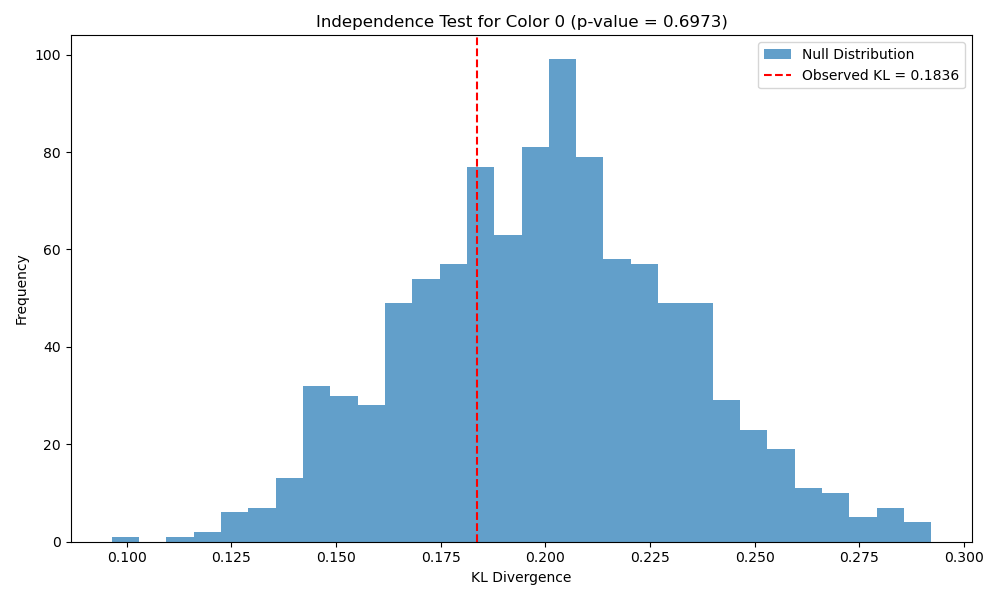 Independence Test for Color 0 (p-value = 0.6973)
Null Distribution
Observed KL = 0.1836
100
80
60
40
20
0
Frequency
0.100 0.125 0.150 0.175 0.200 0.225 0.250 0.275 0.300
KL Divergence